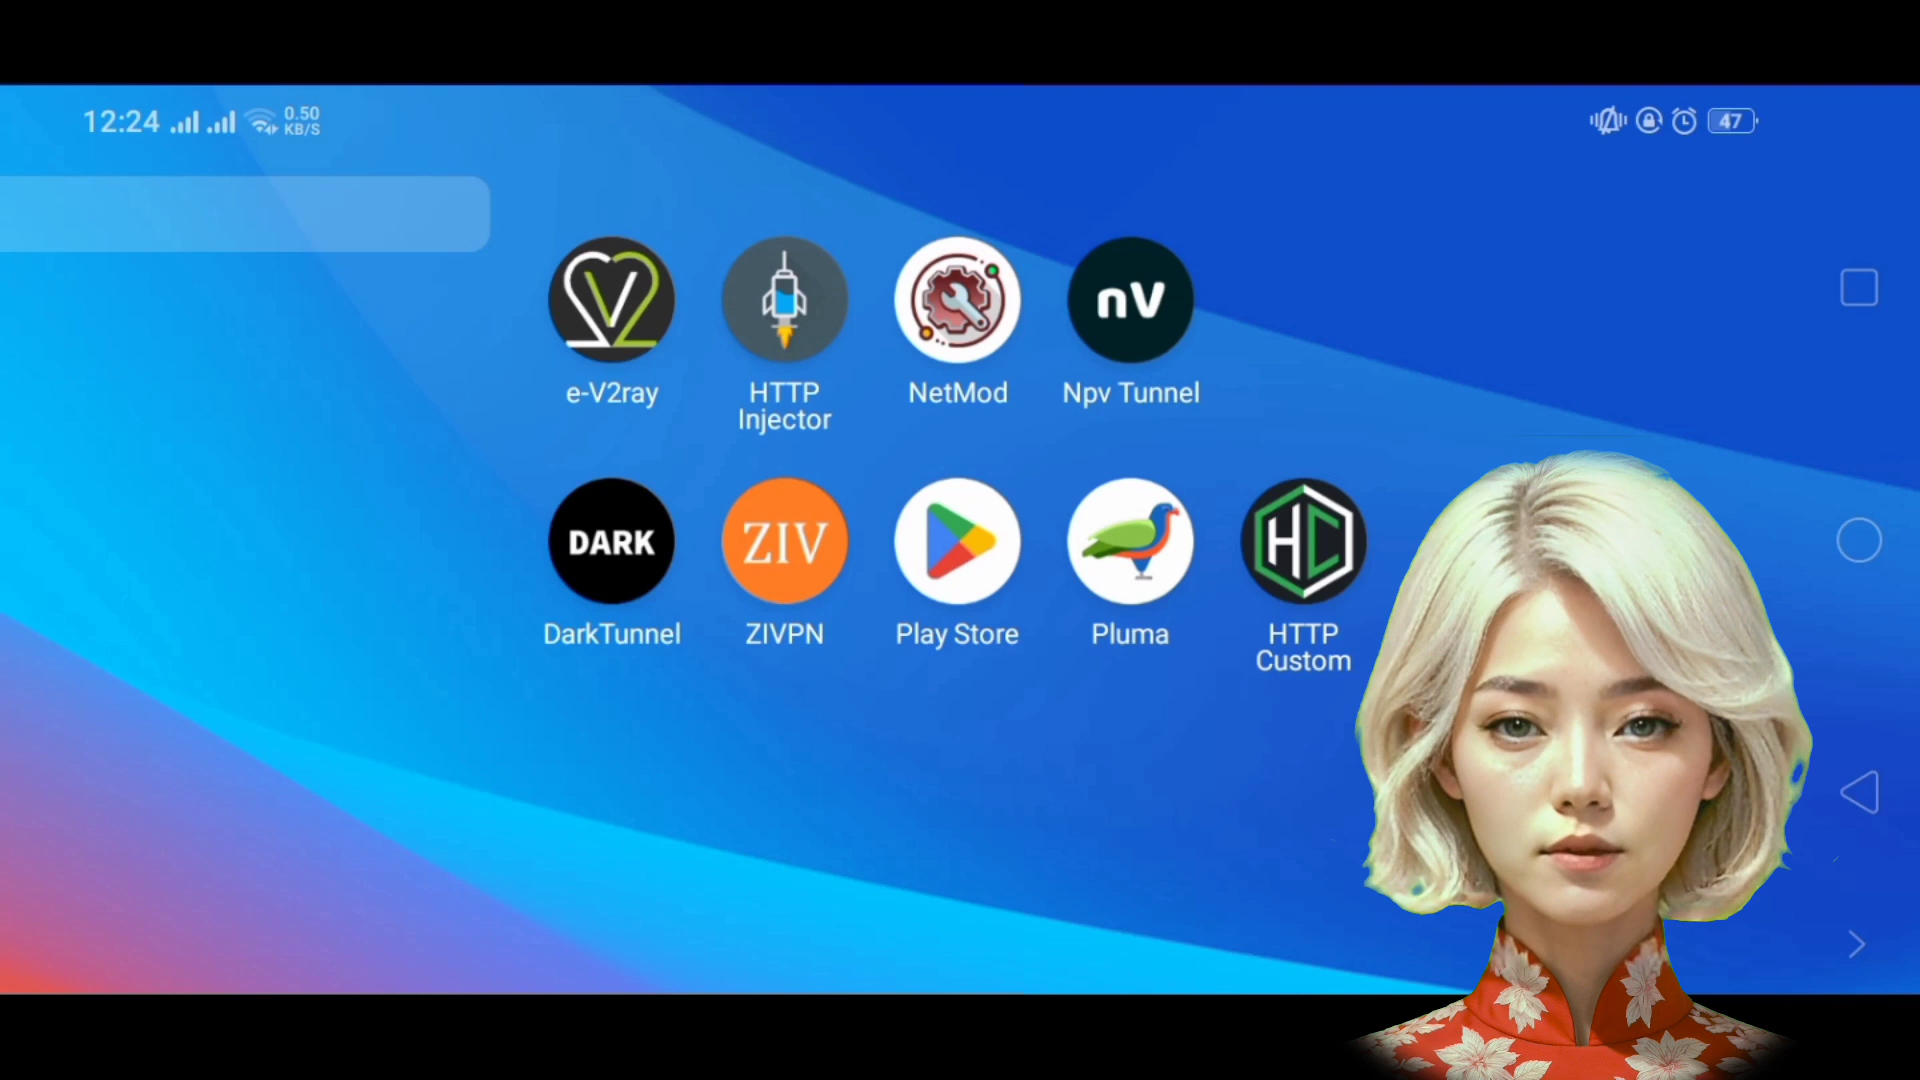 12:24
0.50
KB/S
47
nV
e-V2ray
HTTP
Injector
NetMod
Npv Tunnel
DARK
ZIV
HC
DarkTunnel
ZIVPN
Play Store
Pluma
HTTP
Custom